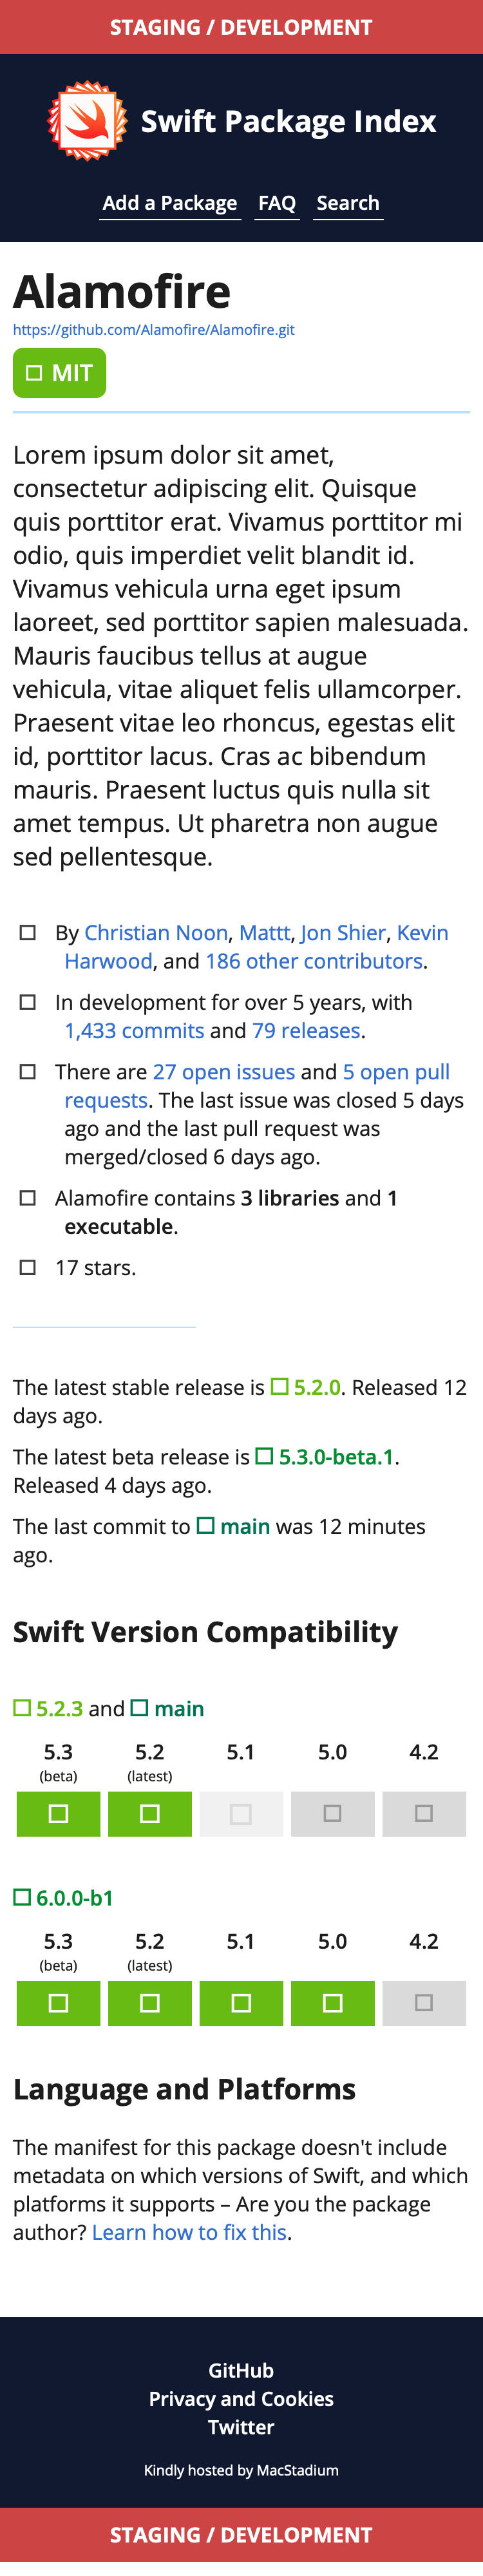 STAGING / DEVELOPMENT
Swift Package Index
Add a Package FAQ Search
Alamofire
https://github.com/Alamofire/Alamofire.git
MIT
Lorem ipsum dolor sit amet,
consectetur adipiscing elit. Quisque
quis porttitor erat. Vivamus porttitor mi
odio, quis imperdiet velit blandit id.
Vivamus vehicula urna eget ipsum
laoreet, sed porttitor sapien malesuada.
Mauris faucibus tellus at augue
vehicula, vitae aliquet felis ullamcorper.
Praesent vitae leo rhoncus, egestas elit
id, porttitor lacus. Cras ac bibendum
mauris. Praesent luctus quis nulla sit
amet tempus. Ut pharetra non augue
sed pellentesque.
By Christian Noon, Mattt, Jon Shier, Kevin
Harwood, and 186 other contributors.
In development for over 5 years, with
1,433 commits and 79 releases.
There are 27 open issues and 5 open pull
requests. The last issue was closed 5 days
ago and the last pull request was
merged/closed 6 days ago.
Alamofire contains 3 libraries and 1
executable.
17 stars.
The latest stable release is 5.2.0. Released 12
days ago.
The latest beta release is 5.3.0-beta.1.
Released 4 days ago.
The last commit to main was 12 minutes
ago.
Swift Version Compatibility
5.2.3 and main
5.3 5.2 5.1 5.0 4.2
(beta) (latest)
6.0.0-b1
5.3 5.2 5.1 5.0 4.2
(beta) (latest)
Language and Platforms
The manifest for this package doesn't include
metadata on which versions of Swift, and which
platforms it supports – Are you the package
author? Learn how to fix this.
GitHub
Privacy and Cookies
Twitter
Kindly hosted by MacStadium
STAGING / DEVELOPMENT